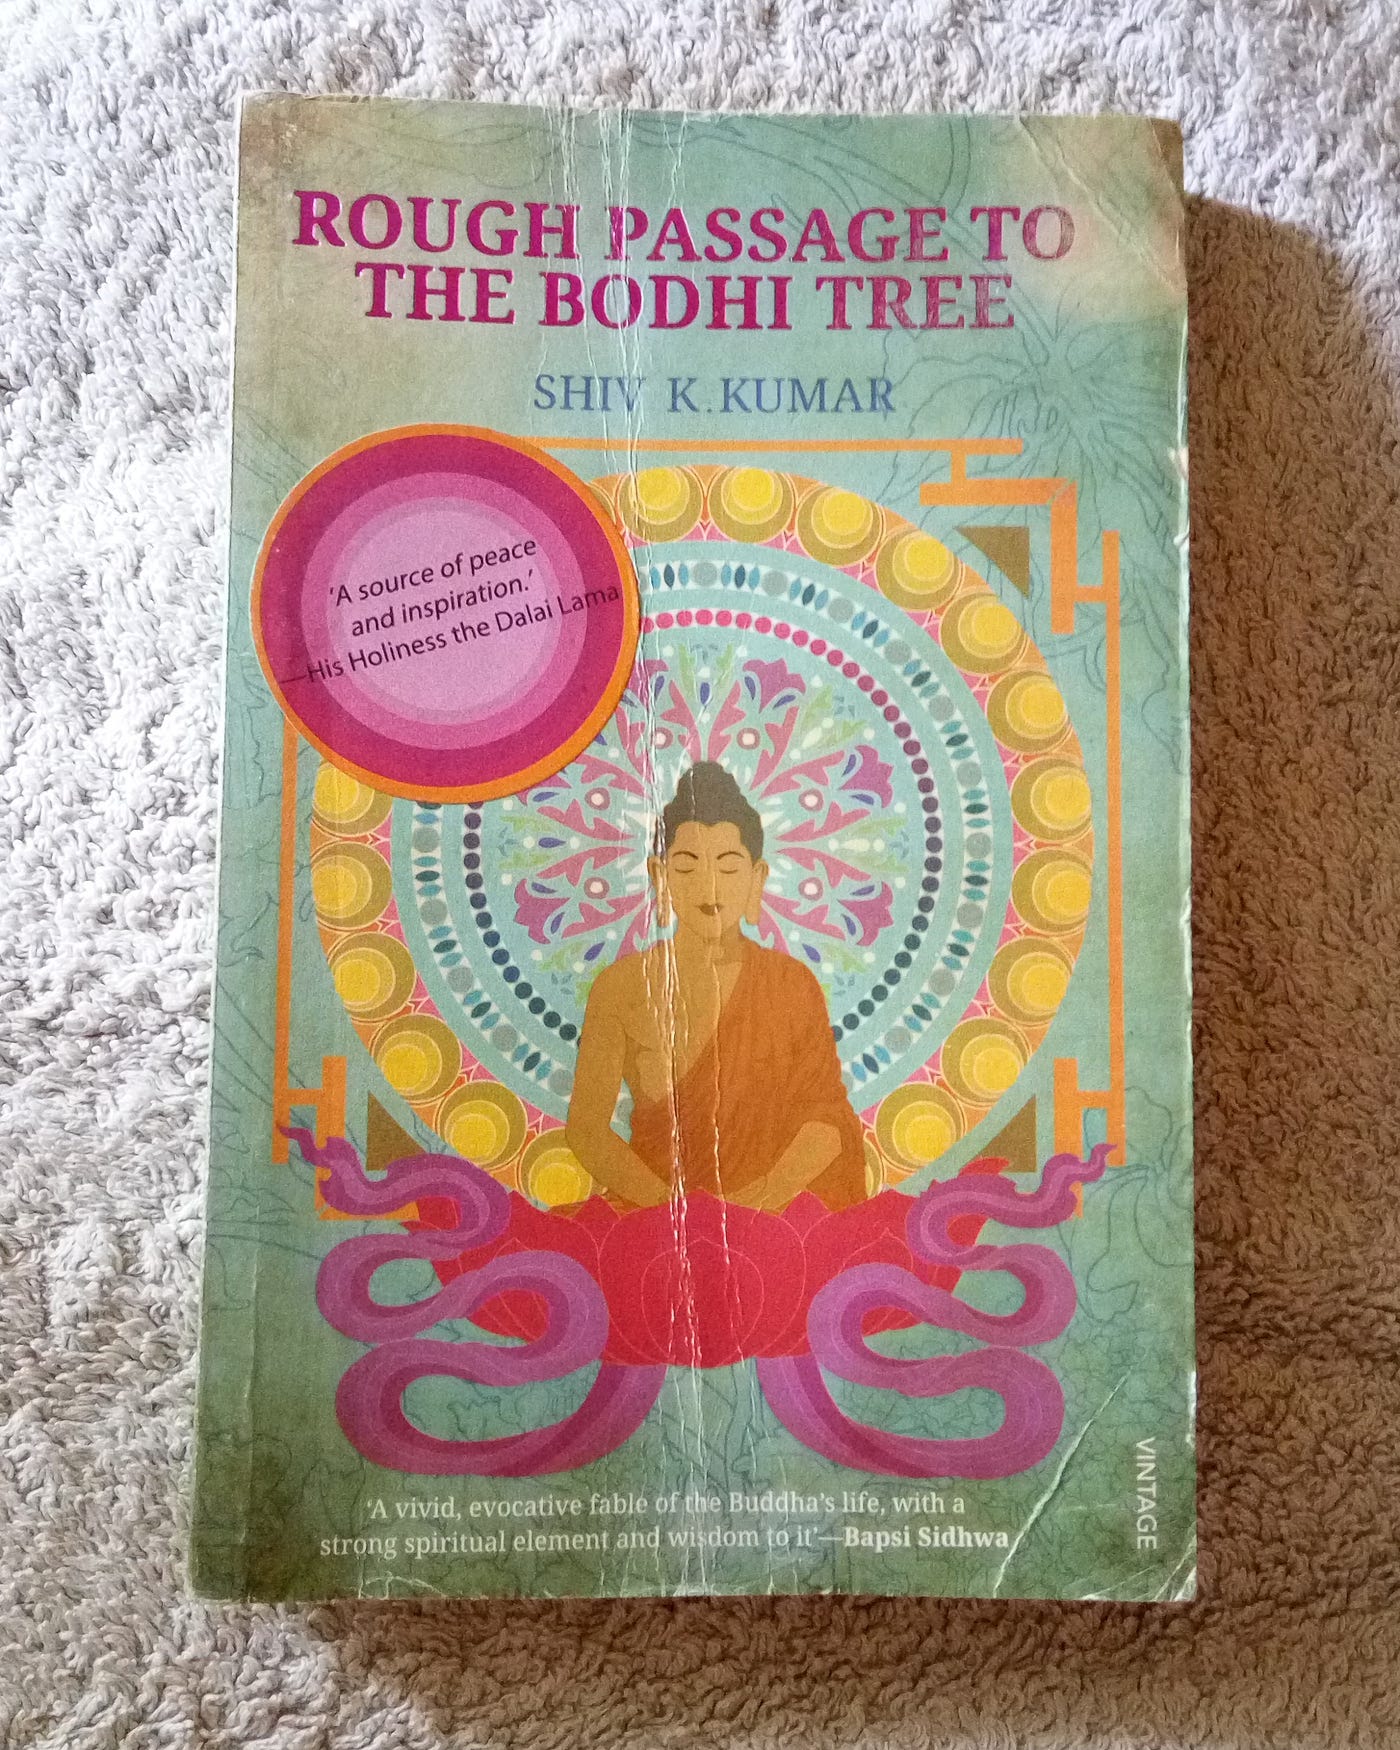 ROUGH PASSAGE TO
THE BODHI TREE
SHIV K. KUMAR
'A source of peace
and inspiration.'
—His Holiness the Dalai Lama
'A vivid, evocative fable of the Buddha's life, with a
strong spiritual element and wisdom to it'—Bapsi Sidhwa
VINTAGE